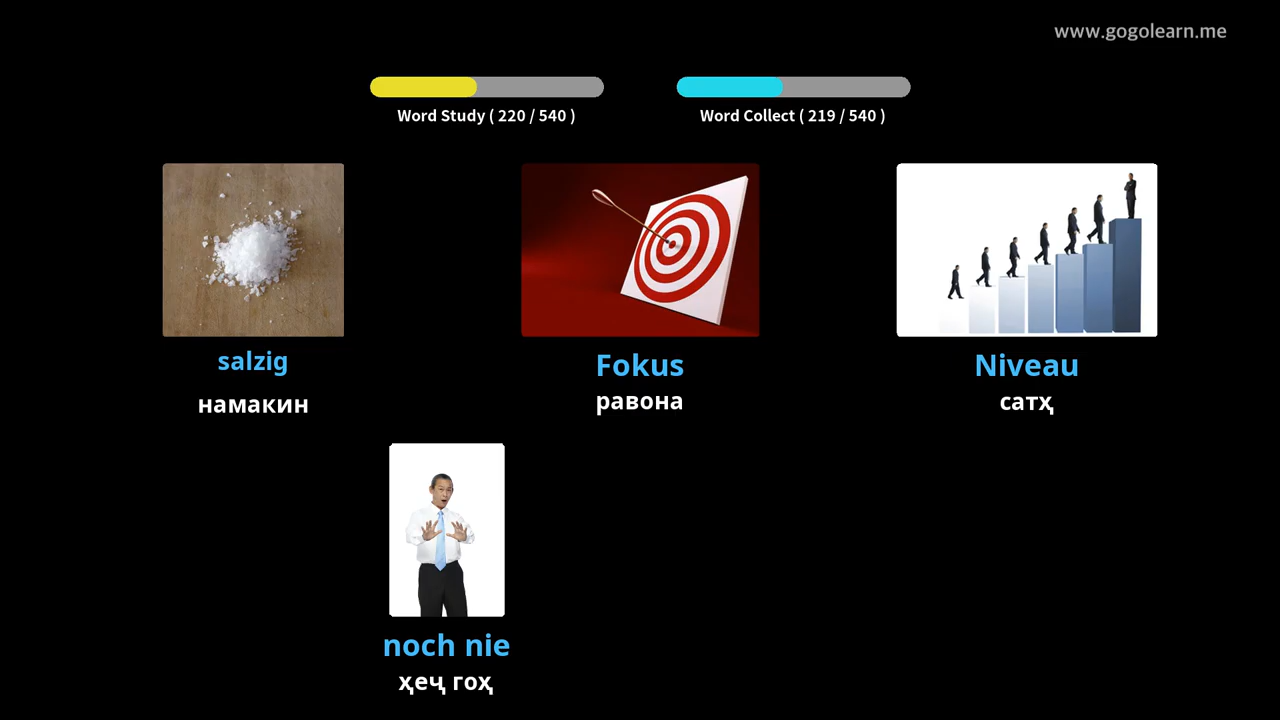 www.gogolearn.me
Word Study ( 220 / 540 )
Word Collect ( 219 / 540 )
salzig
намакин
Fokus
равона
Niveau
сатҳ
noch nie
ҳеҷ гоҳ